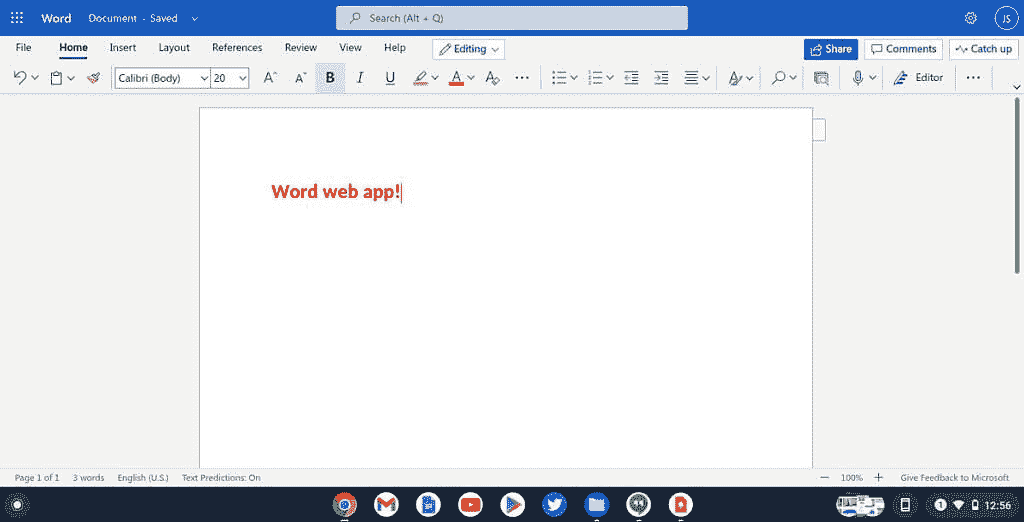 Word Document - Saved Search (Alt + Q) JS
File Home Insert Layout References Review View Help Editing Share Comments Catch up
Calibri (Body) 20 A A B I U A A Editor
Word web app!
Page 1 of 1 3 words English (U.S.) Text Predictions: On 100% Give Feedback to Microsoft
1 12:56